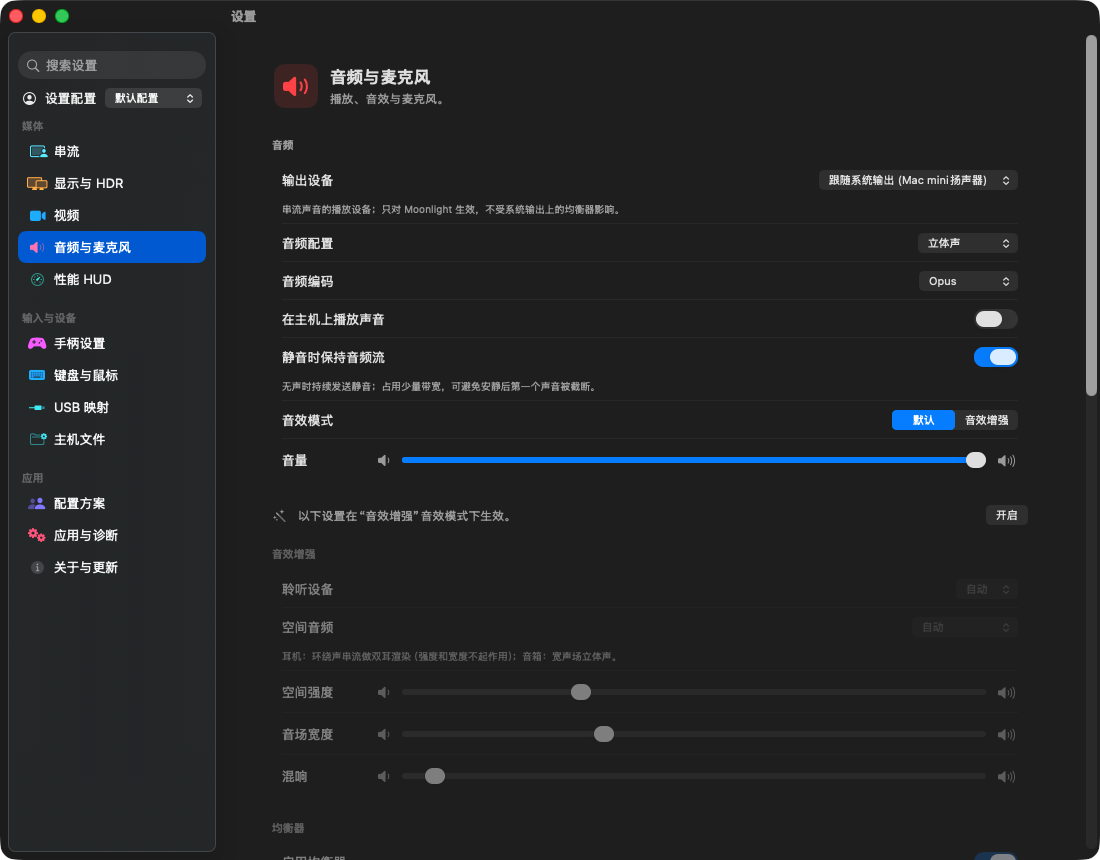 设置
搜索设置
设置配置 默认配置
媒体
串流
显示与 HDR
视频
音频与麦克风
性能 HUD
输入与设备
手柄设置
键盘与鼠标
USB 映射
主机文件
应用
配置方案
应用与诊断
关于与更新
音频与麦克风
播放、音效与麦克风。
音频
输出设备 跟随系统输出 (Mac mini扬声器)
串流声音的播放设备；只对 Moonlight 生效，不受系统输出上的均衡器影响。
音频配置 立体声
音频编码 Opus
在主机上播放声音
静音时保持音频流
无声时持续发送静音；占用少量带宽，可避免安静后第一个声音被截断。
音效模式 默认 音效增强
音量
以下设置在“音效增强”音效模式下生效。 开启
音效增强
聆听设备 自动
空间音频 自动
耳机：环绕声串流做双耳渲染 (强度和宽度不起作用)；音箱：宽声场立体声。
空间强度
音场宽度
混响
均衡器
启用均衡器